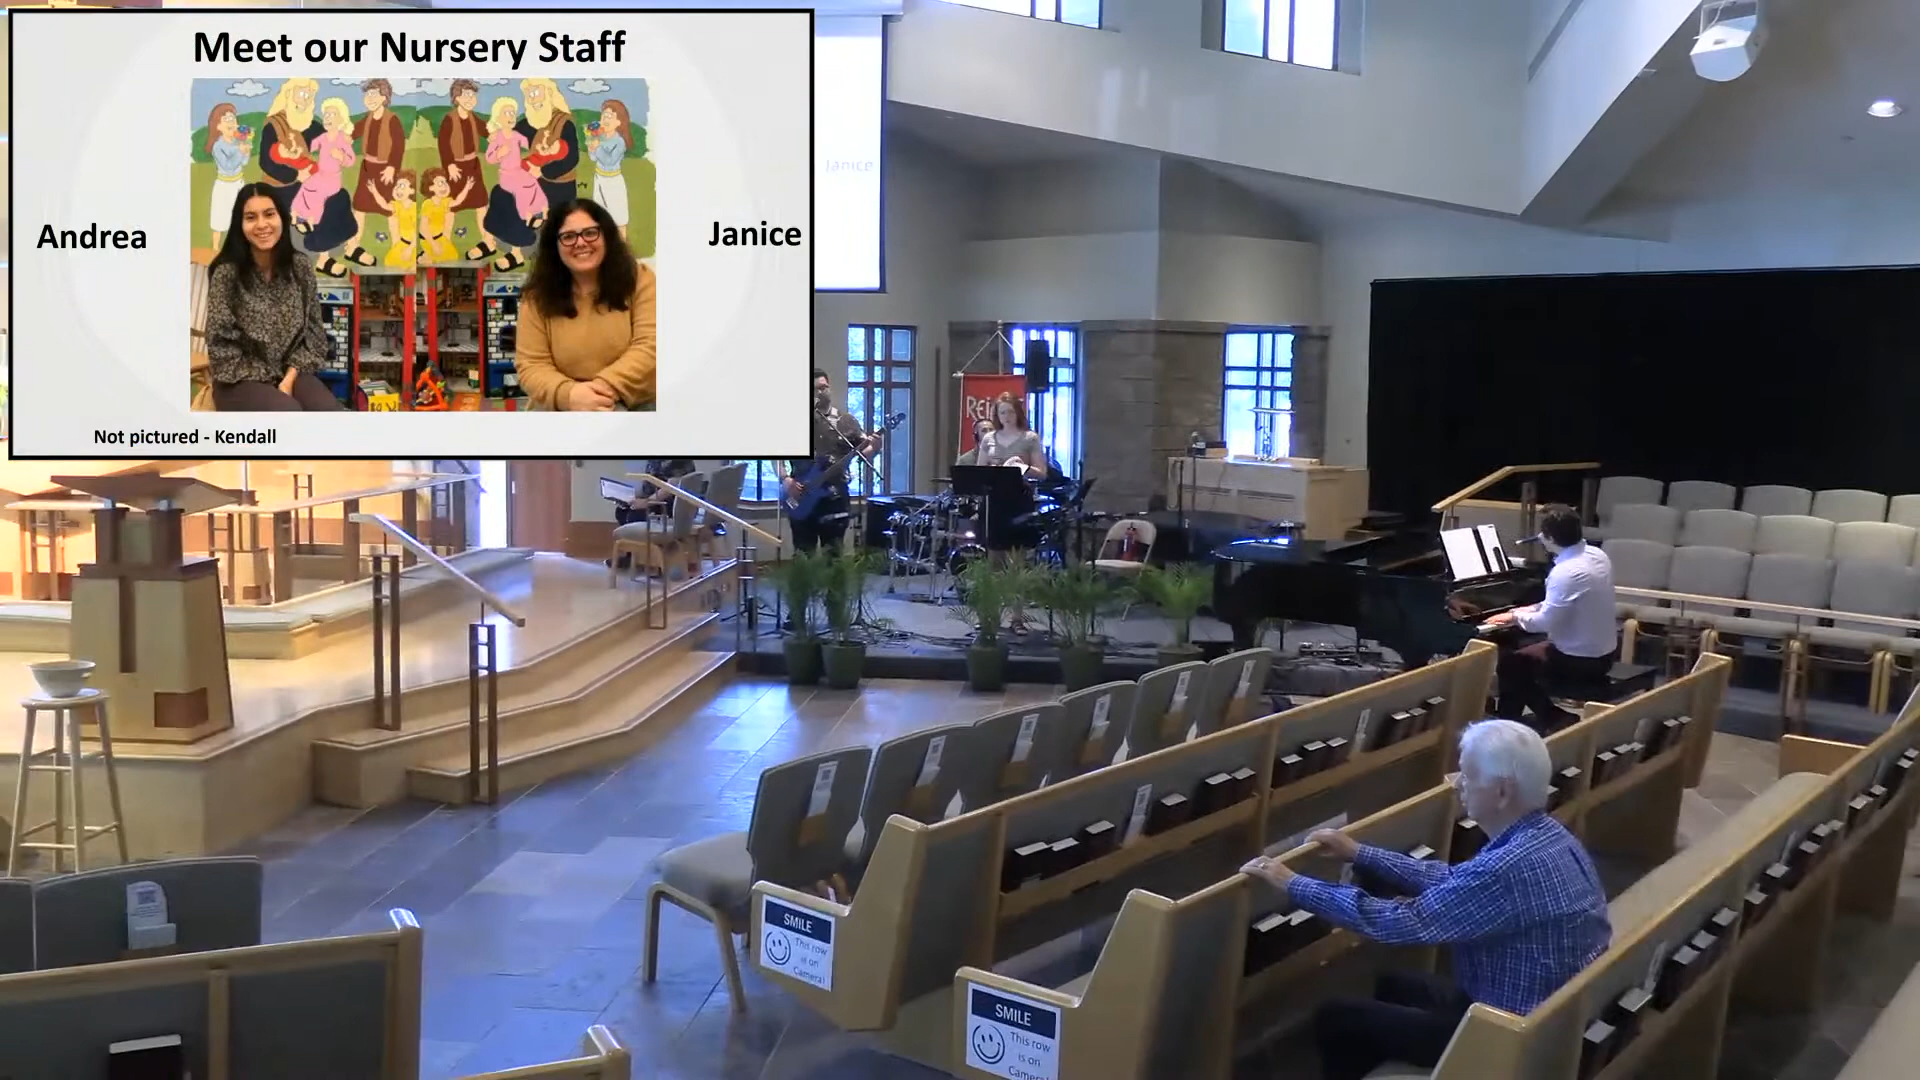 Meet our Nursery Staff
Andrea
Janice
Not pictured - Kendall
Janice
SMILE
This row
is on
Camera!
SMILE
This row
is on
Camera!